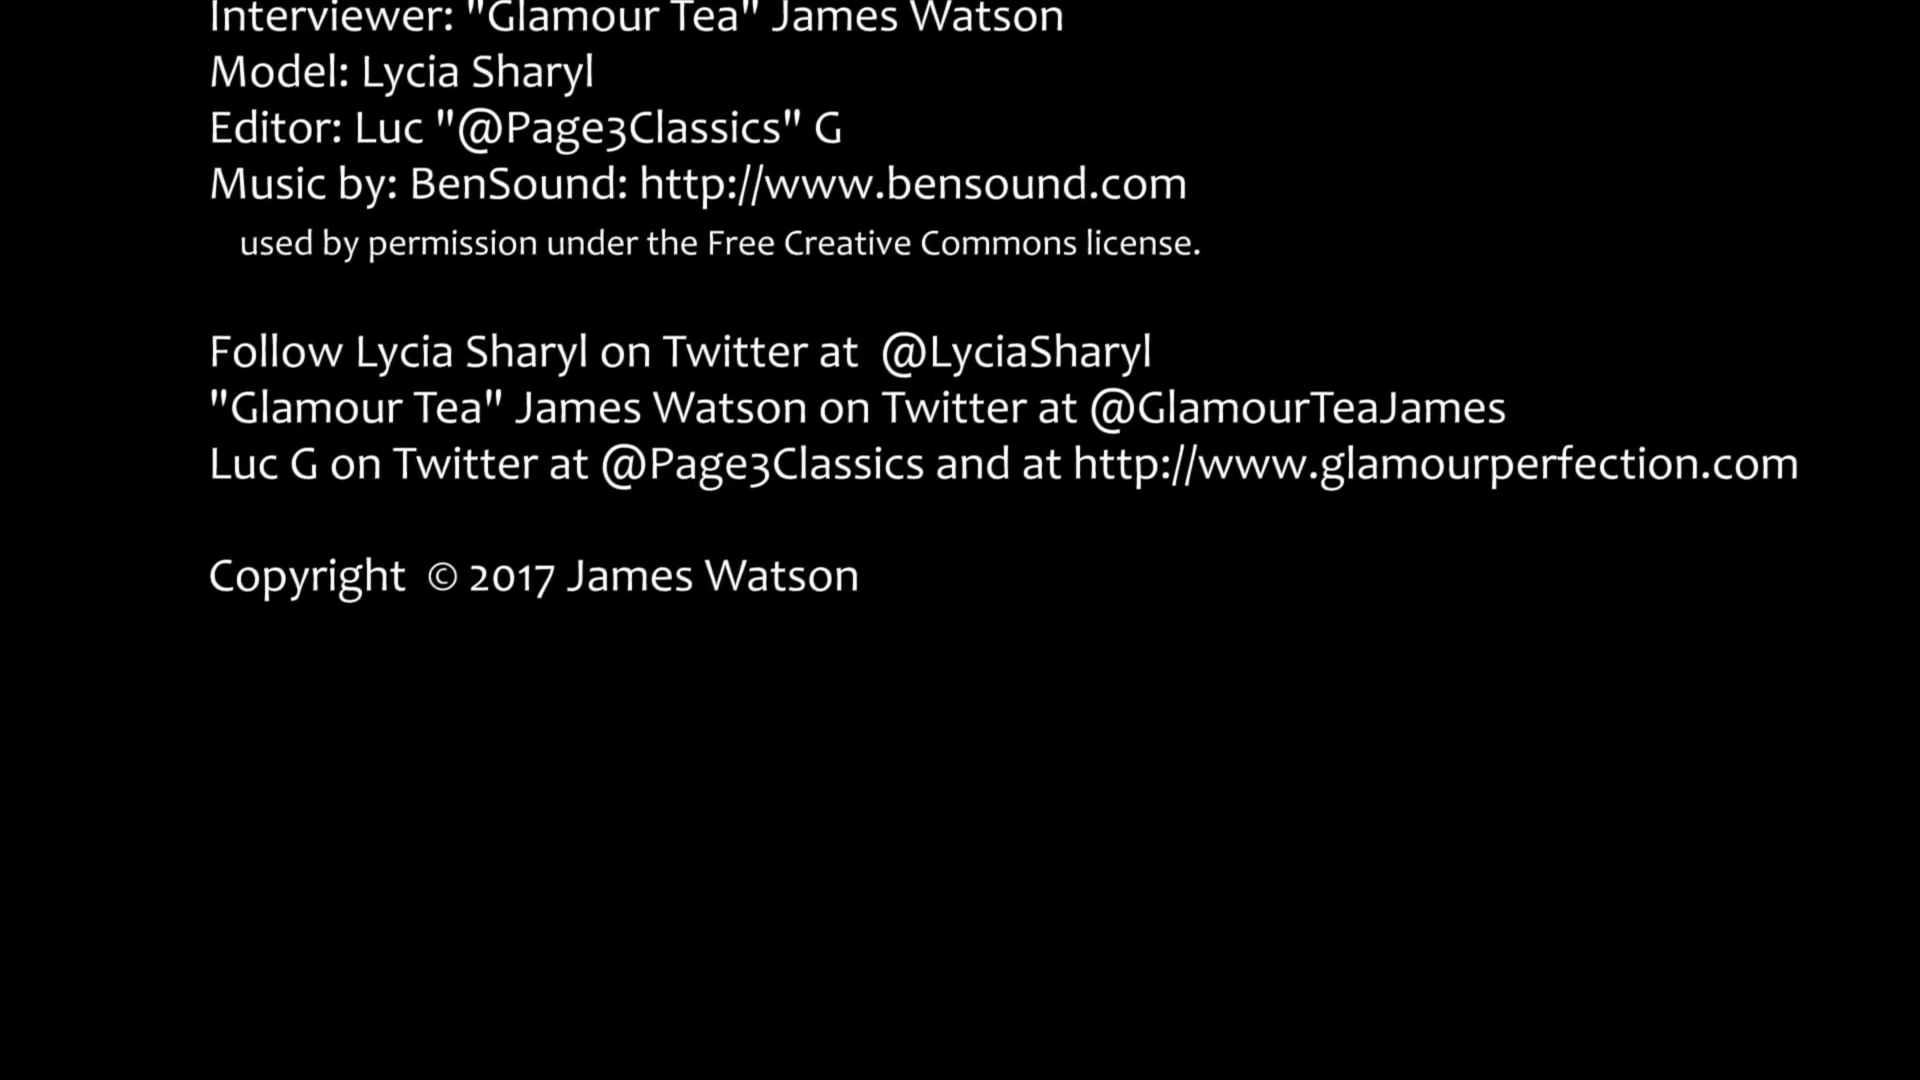 Interviewer: "Glamour Tea" James Watson
Model: Lycia Sharyl
Editor: Luc "@Page3Classics" G
Music by: BenSound: http://www.bensound.com
used by permission under the Free Creative Commons license.
Follow Lycia Sharyl on Twitter at @LyciaSharyl
"Glamour Tea" James Watson on Twitter at @GlamourTeaJames
Luc G on Twitter at @Page3Classics and at http://www.glamourperfection.com
Copyright © 2017 James Watson